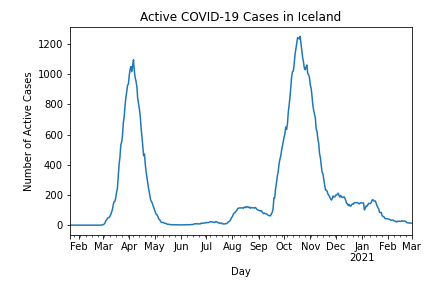 Active COVID-19 Cases in Iceland
Number of Active Cases
1200
1000
800
600
400
200
0
Feb Mar Apr May Jun Jul Aug Sep Oct Nov Dec Jan Feb Mar
2021
Day